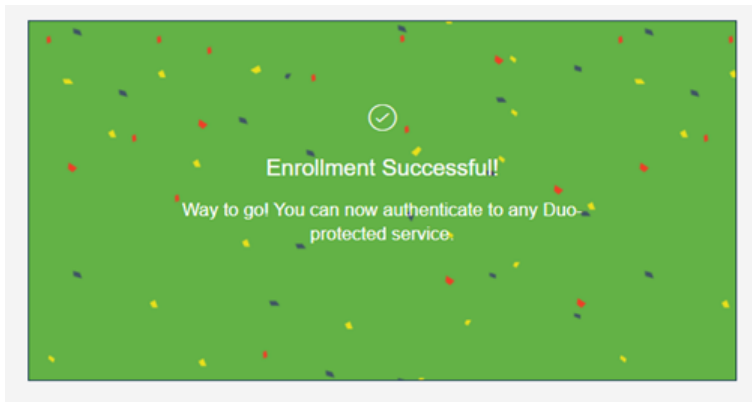 Enrollment Successful!
Way to go! You can now authenticate to any Duo-
protected service.